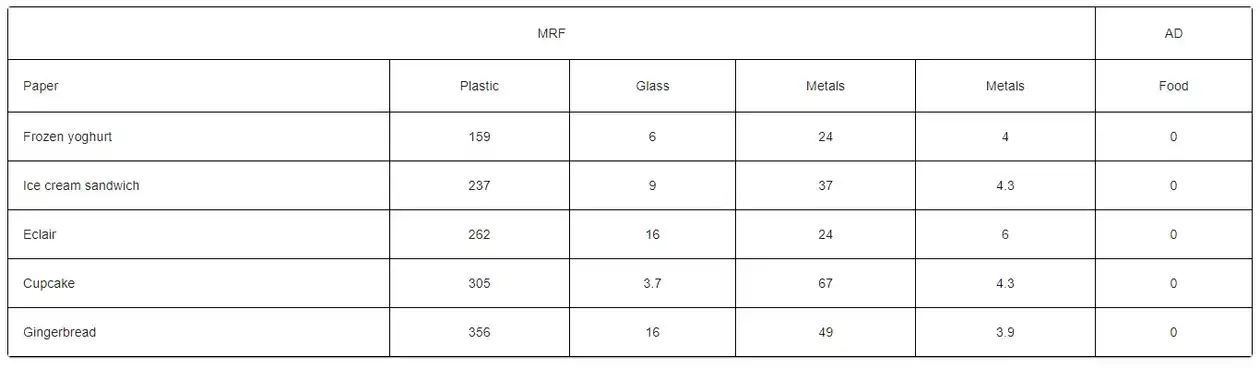 MRF AD
Paper Plastic Glass Metals Metals Food
Frozen yoghurt 159 6 24 4 0
Ice cream sandwich 237 9 37 4.3 0
Eclair 262 16 24 6 0
Cupcake 305 3.7 67 4.3 0
Gingerbread 356 16 49 3.9 0